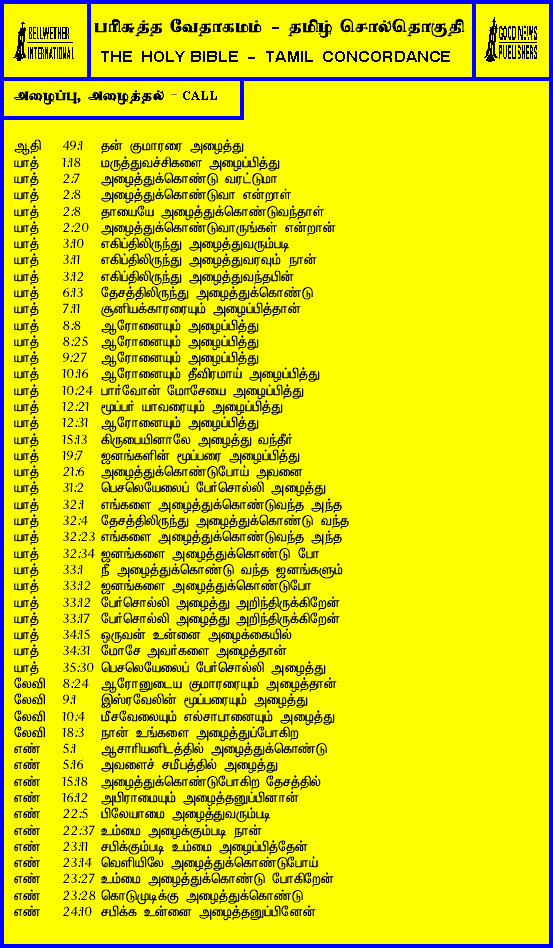 BELLWETHER
INTERNATIONAL
பரிசுத்த வேதாகமம் - தமிழ் சொல்தொகுதி
THE HOLY BIBLE - TAMIL CONCORDANCE
GOOD NEWS
PUBLISHERS
அழைப்பு, அழைத்தல் - CALL
ஆதி 49:1 தன் குமாரரை அழைத்து
யாத் 1:18 மருத்துவச்சிகளை அழைப்பித்து
யாத் 2:7 அழைத்துக்கொண்டு வரட்டுமா
யாத் 2:8 அழைத்துக்கொண்டுவா என்றாள்
யாத் 2:8 தாயையே அழைத்துக்கொண்டுவந்தாள்
யாத் 2:20 அழைத்துக்கொண்டுவாருங்கள் என்றான்
யாத் 3:10 எகிப்திலிருந்து அழைத்துவரும்படி
யாத் 3:11 எகிப்திலிருந்து அழைத்துவரவும் நான்
யாத் 3:12 எகிப்திலிருந்து அழைத்துவந்தபின்
யாத் 6:13 தேசத்திலிருந்து அழைத்துக்கொண்டு
யாத் 7:11 சூனியக்காரரையும் அழைப்பித்தான்
யாத் 8:8 ஆரோனையும் அழைப்பித்து
யாத் 8:25 ஆரோனையும் அழைப்பித்து
யாத் 9:27 ஆரோனையும் அழைப்பித்து
யாத் 10:16 ஆரோனையும் தீவிரமாய் அழைப்பித்து
யாத் 10:24 பார்வோன் மோசேயை அழைப்பித்து
யாத் 12:21 மூப்பர் யாவரையும் அழைப்பித்து
யாத் 12:31 ஆரோனையும் அழைப்பித்து
யாத் 15:13 கிருபையினாலே அழைத்து வந்தீர்
யாத் 19:7 ஜனங்களின் மூப்பரை அழைப்பித்து
யாத் 21:6 அழைத்துக்கொண்டுபோய் அவனை
யாத் 31:2 பெசலெயேலைப் பேர்சொல்லி அழைத்து
யாத் 32:1 எங்களை அழைத்துக்கொண்டுவந்த அந்த
யாத் 32:4 தேசத்திலிருந்து அழைத்துக்கொண்டு வந்த
யாத் 32:23 எங்களை அழைத்துக்கொண்டுவந்த அந்த
யாத் 32:34 ஜனங்களை அழைத்துக்கொண்டு போ
யாத் 33:1 நீ அழைத்துக்கொண்டு வந்த ஜனங்களும்
யாத் 33:12 ஜனங்களை அழைத்துக்கொண்டுபோ
யாத் 33:12 பேர்சொல்லி அழைத்து அறிந்திருக்கிறேன்
யாத் 33:17 பேர்சொல்லி அழைத்து அறிந்திருக்கிறேன்
யாத் 34:15 ஒருவன் உன்னை அழைக்கையில்
யாத் 34:31 மோசே அவர்களை அழைத்தான்
யாத் 35:30 பெசலெயேலைப் பேர்சொல்லி அழைத்து
லேவி 8:24 ஆரோனுடைய குமாரரையும் அழைத்தான்
லேவி 9:1 இஸ்ரவேலின் மூப்பரையும் அழைத்து
லேவி 10:4 மீசவேலையும் எல்சாபானையும் அழைத்து
லேவி 18:3 நான் உங்களை அழைத்துப்போகிற
எண் 5:1 ஆசாரியனிடத்தில் அழைத்துக்கொண்டு
எண் 5:16 அவளைச் சமீபத்தில் அழைத்து
எண் 15:18 அழைத்துக்கொண்டுபோகிற தேசத்தில்
எண் 16:12 அபிராமையும் அழைத்தனுப்பினான்
எண் 22:5 பிலேயாமை அழைத்துவரும்படி
எண் 22:37 உம்மை அழைக்கும்படி நான்
எண் 23:11 சபிக்கும்படி உம்மை அழைப்பித்தேன்
எண் 23:14 வெளியிலே அழைத்துக்கொண்டுபோய்
எண் 23:27 உம்மை அழைத்துக்கொண்டு போகிறேன்
எண் 23:28 கொடுமுடிக்கு அழைத்துக்கொண்டு
எண் 24:10 சபிக்க உன்னை அழைத்தனுப்பினேன்